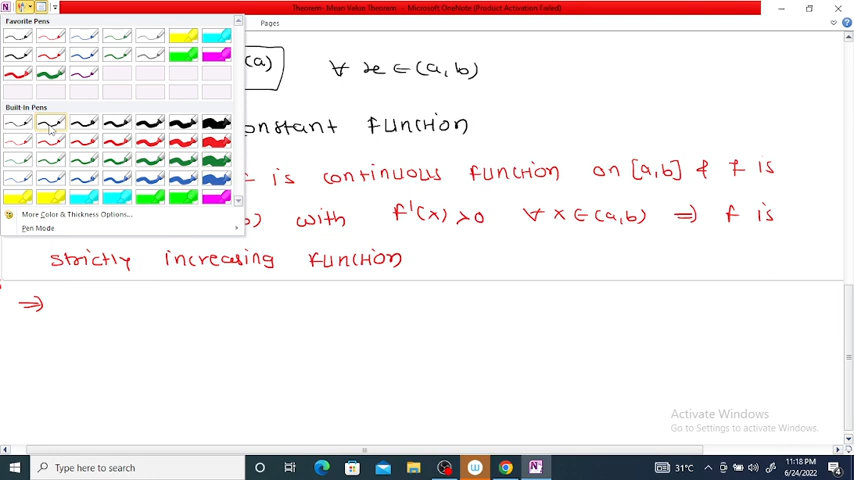 Theorem- Mean Value Theorem. - Microsoft OneNote (Product Activation Failed)
Favorite Pens
Pages
(a) ∀ x ∈ (a, b)
Built-In Pens
onstant function
f is continuous function on [a,b] & f is
) with f'(x) >0 ∀ x ∈ (a,b) ⇒ f is
More Color & Thickness Options...
Pen Mode
strictly increasing function
⇒
Activate Windows
Go to Settings to activate Windows.
Type here to search
31°C
11:18 PM
6/24/2022
4